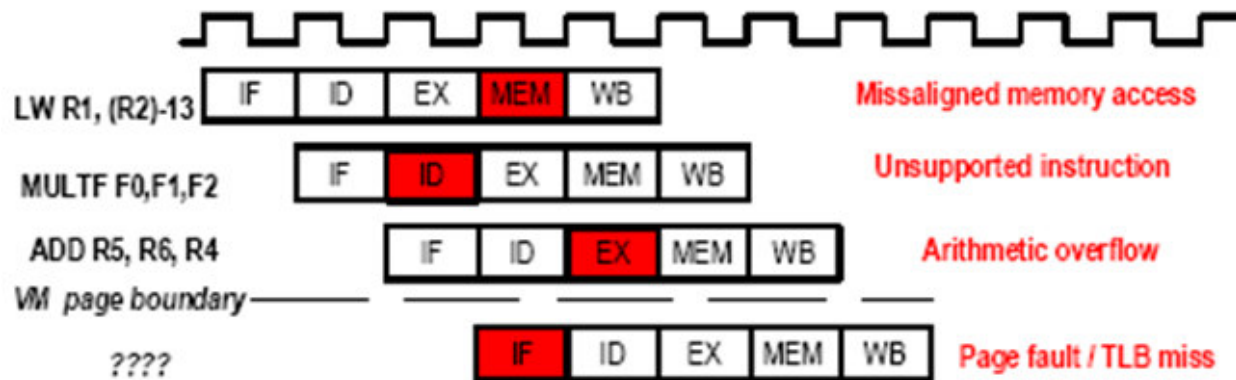 LW R1, (R2)-13 IF ID EX MEM WB Missaligned memory access
MULTF F0,F1,F2 IF ID EX MEM WB Unsupported instruction
ADD R5, R6, R4 IF ID EX MEM WB Arithmetic overflow
VM page boundary
???? IF ID EX MEM WB Page fault / TLB miss